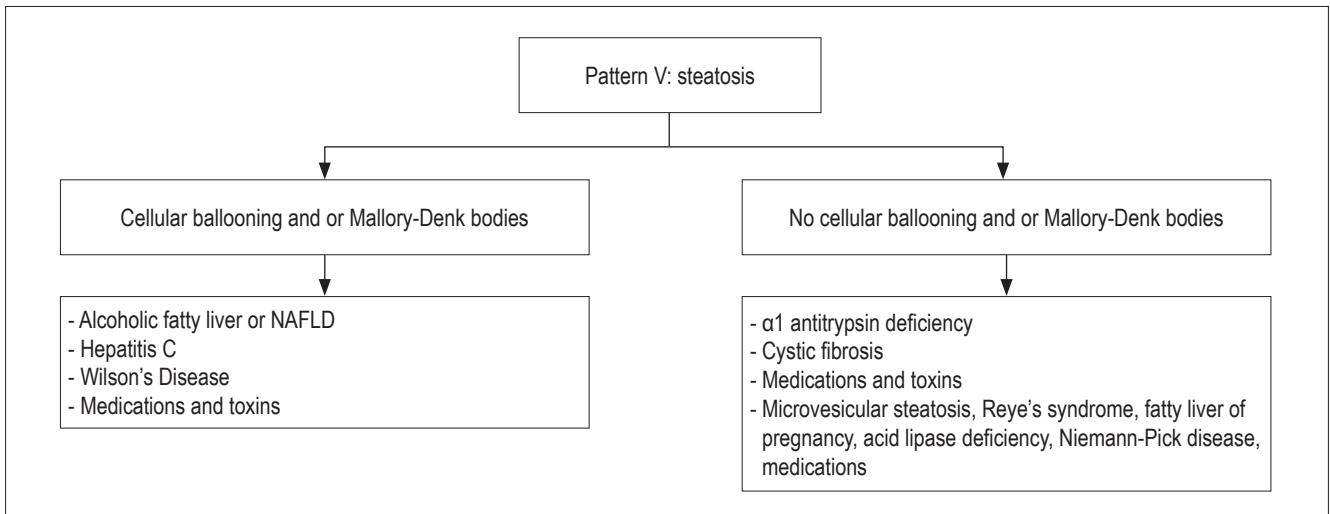 Pattern V: steatosis
Cellular ballooning and or Mallory-Denk bodies
No cellular ballooning and or Mallory-Denk bodies
- Alcoholic fatty liver or NAFLD
- Hepatitis C
- Wilson's Disease
- Medications and toxins
- α1 antitrypsin deficiency
- Cystic fibrosis
- Medications and toxins
- Microvesicular steatosis, Reye's syndrome, fatty liver of
pregnancy, acid lipase deficiency, Niemann-Pick disease,
medications